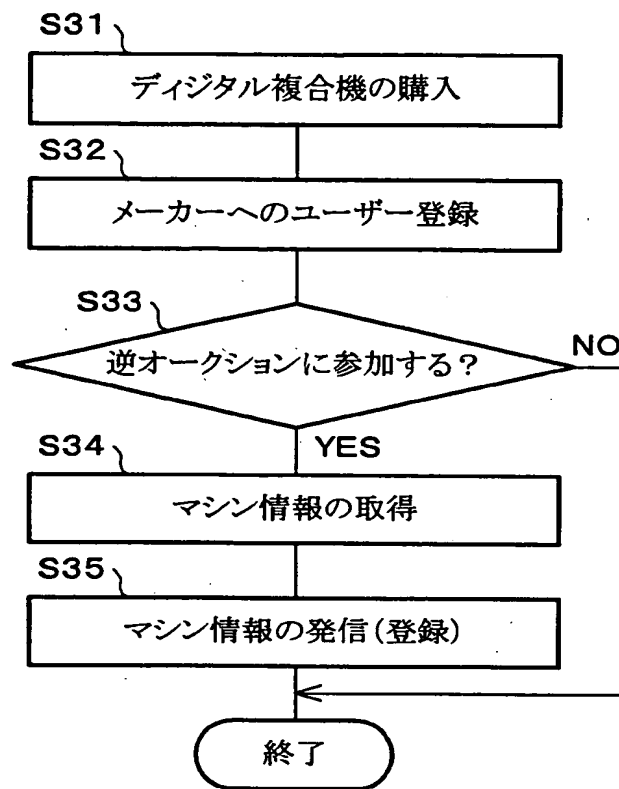 S31
ディジタル複合機の購入
S32
メーカーへのユーザー登録
S33
逆オークションに参加する?
NO
YES
S34
マシン情報の取得
S35
マシン情報の発信(登録)
終了